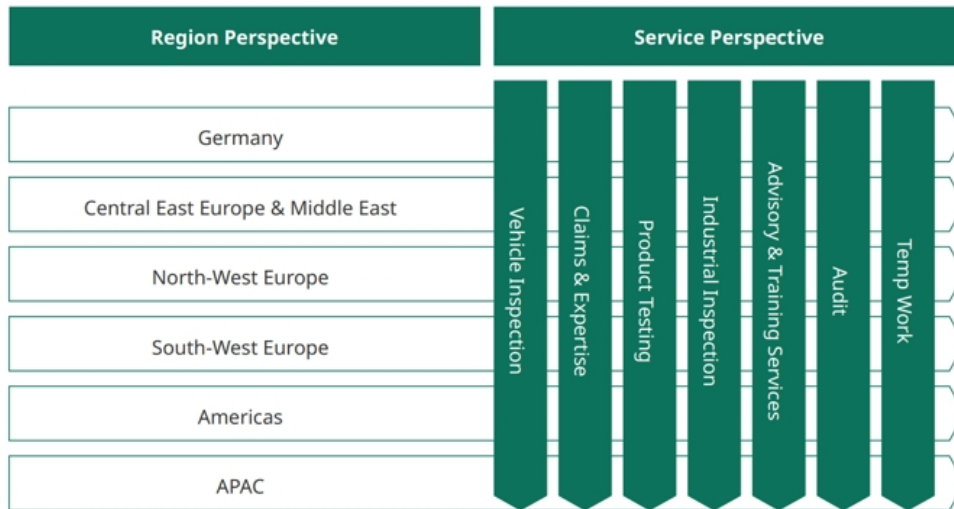 Region Perspective
Service Perspective
Germany
Central East Europe & Middle East
North-West Europe
South-West Europe
Americas
APAC
Vehicle Inspection
Claims & Expertise
Product Testing
Industrial Inspection
Advisory & Training Services
Audit
Temp Work